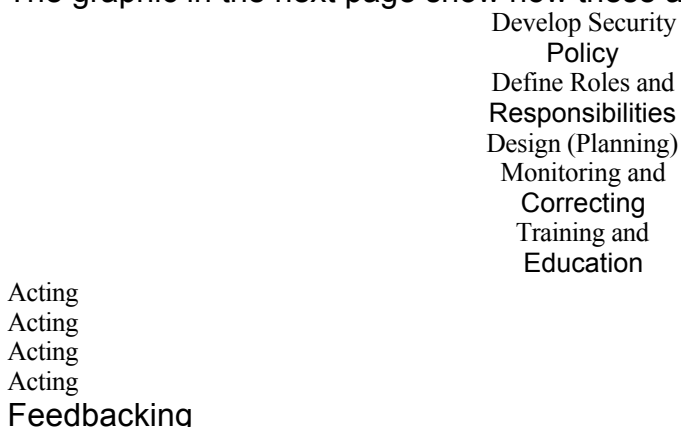 The graphic in the next page show how these a
Develop Security
Policy
Define Roles and
Responsibilities
Design (Planning)
Monitoring and
Correcting
Training and
Education
Acting
Acting
Acting
Acting
Feedbacking